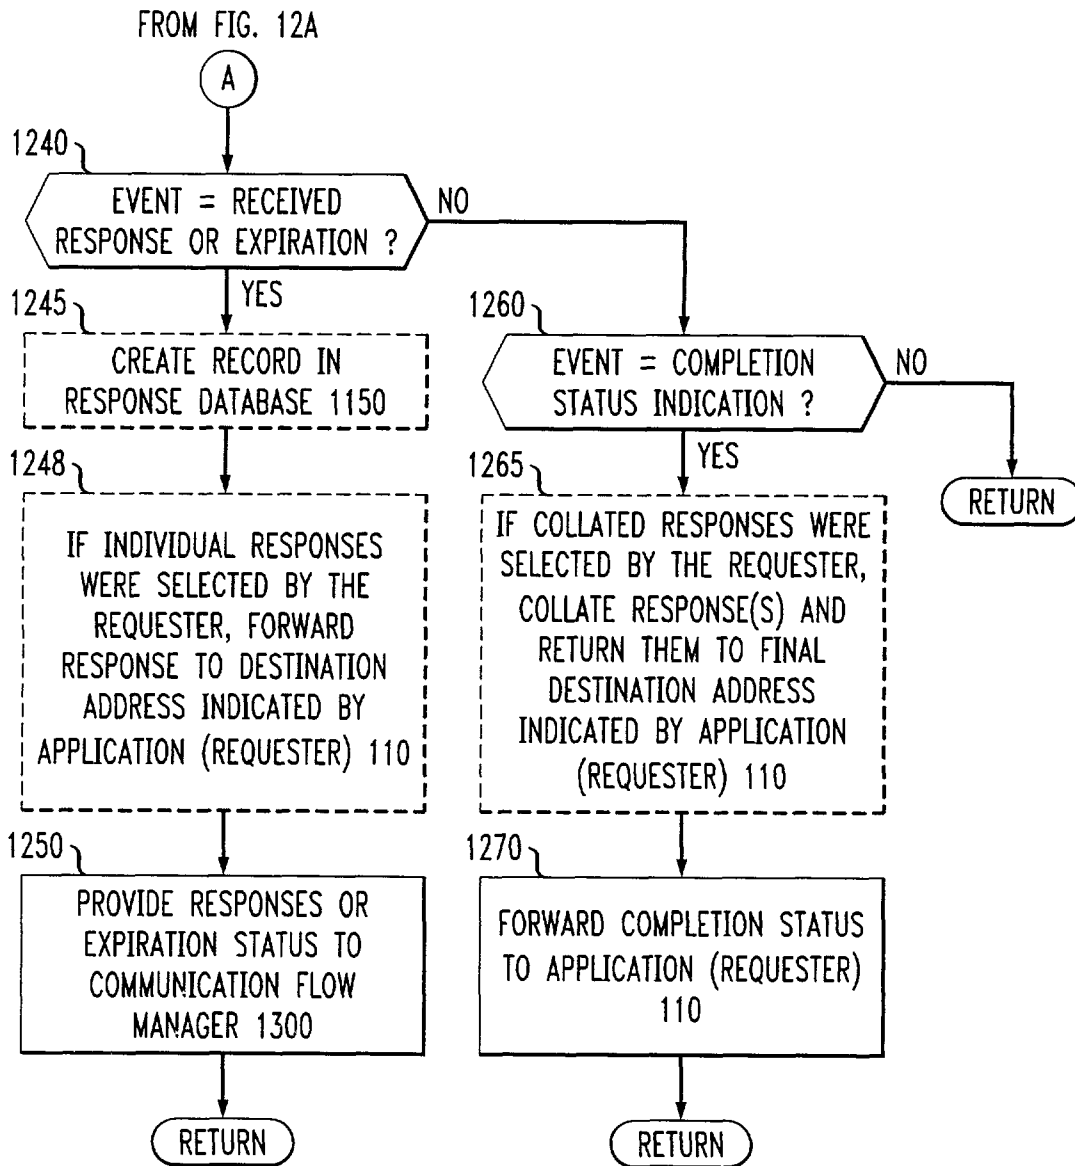 FROM FIG. 12A
A
1240
EVENT = RECEIVED
RESPONSE OR EXPIRATION ?
NO
YES
1245
CREATE RECORD IN
RESPONSE DATABASE 1150
1248
IF INDIVIDUAL RESPONSES
WERE SELECTED BY THE
REQUESTER, FORWARD
RESPONSE TO DESTINATION
ADDRESS INDICATED BY
APPLICATION (REQUESTER) 110
1250
PROVIDE RESPONSES OR
EXPIRATION STATUS TO
COMMUNICATION FLOW
MANAGER 1300
RETURN
1260
EVENT = COMPLETION
STATUS INDICATION ?
NO
RETURN
YES
1265
IF COLLATED RESPONSES WERE
SELECTED BY THE REQUESTER,
COLLATE RESPONSE(S) AND
RETURN THEM TO FINAL
DESTINATION ADDRESS
INDICATED BY APPLICATION
(REQUESTER) 110
1270
FORWARD COMPLETION STATUS
TO APPLICATION (REQUESTER)
110
RETURN